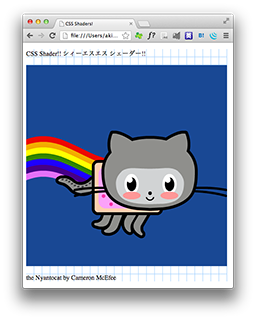 CSS Shaders!
file:///Users/aki
CSS Shader!! シィーエスエス シェーダー!!
the Nyantocat by Cameron McEfee